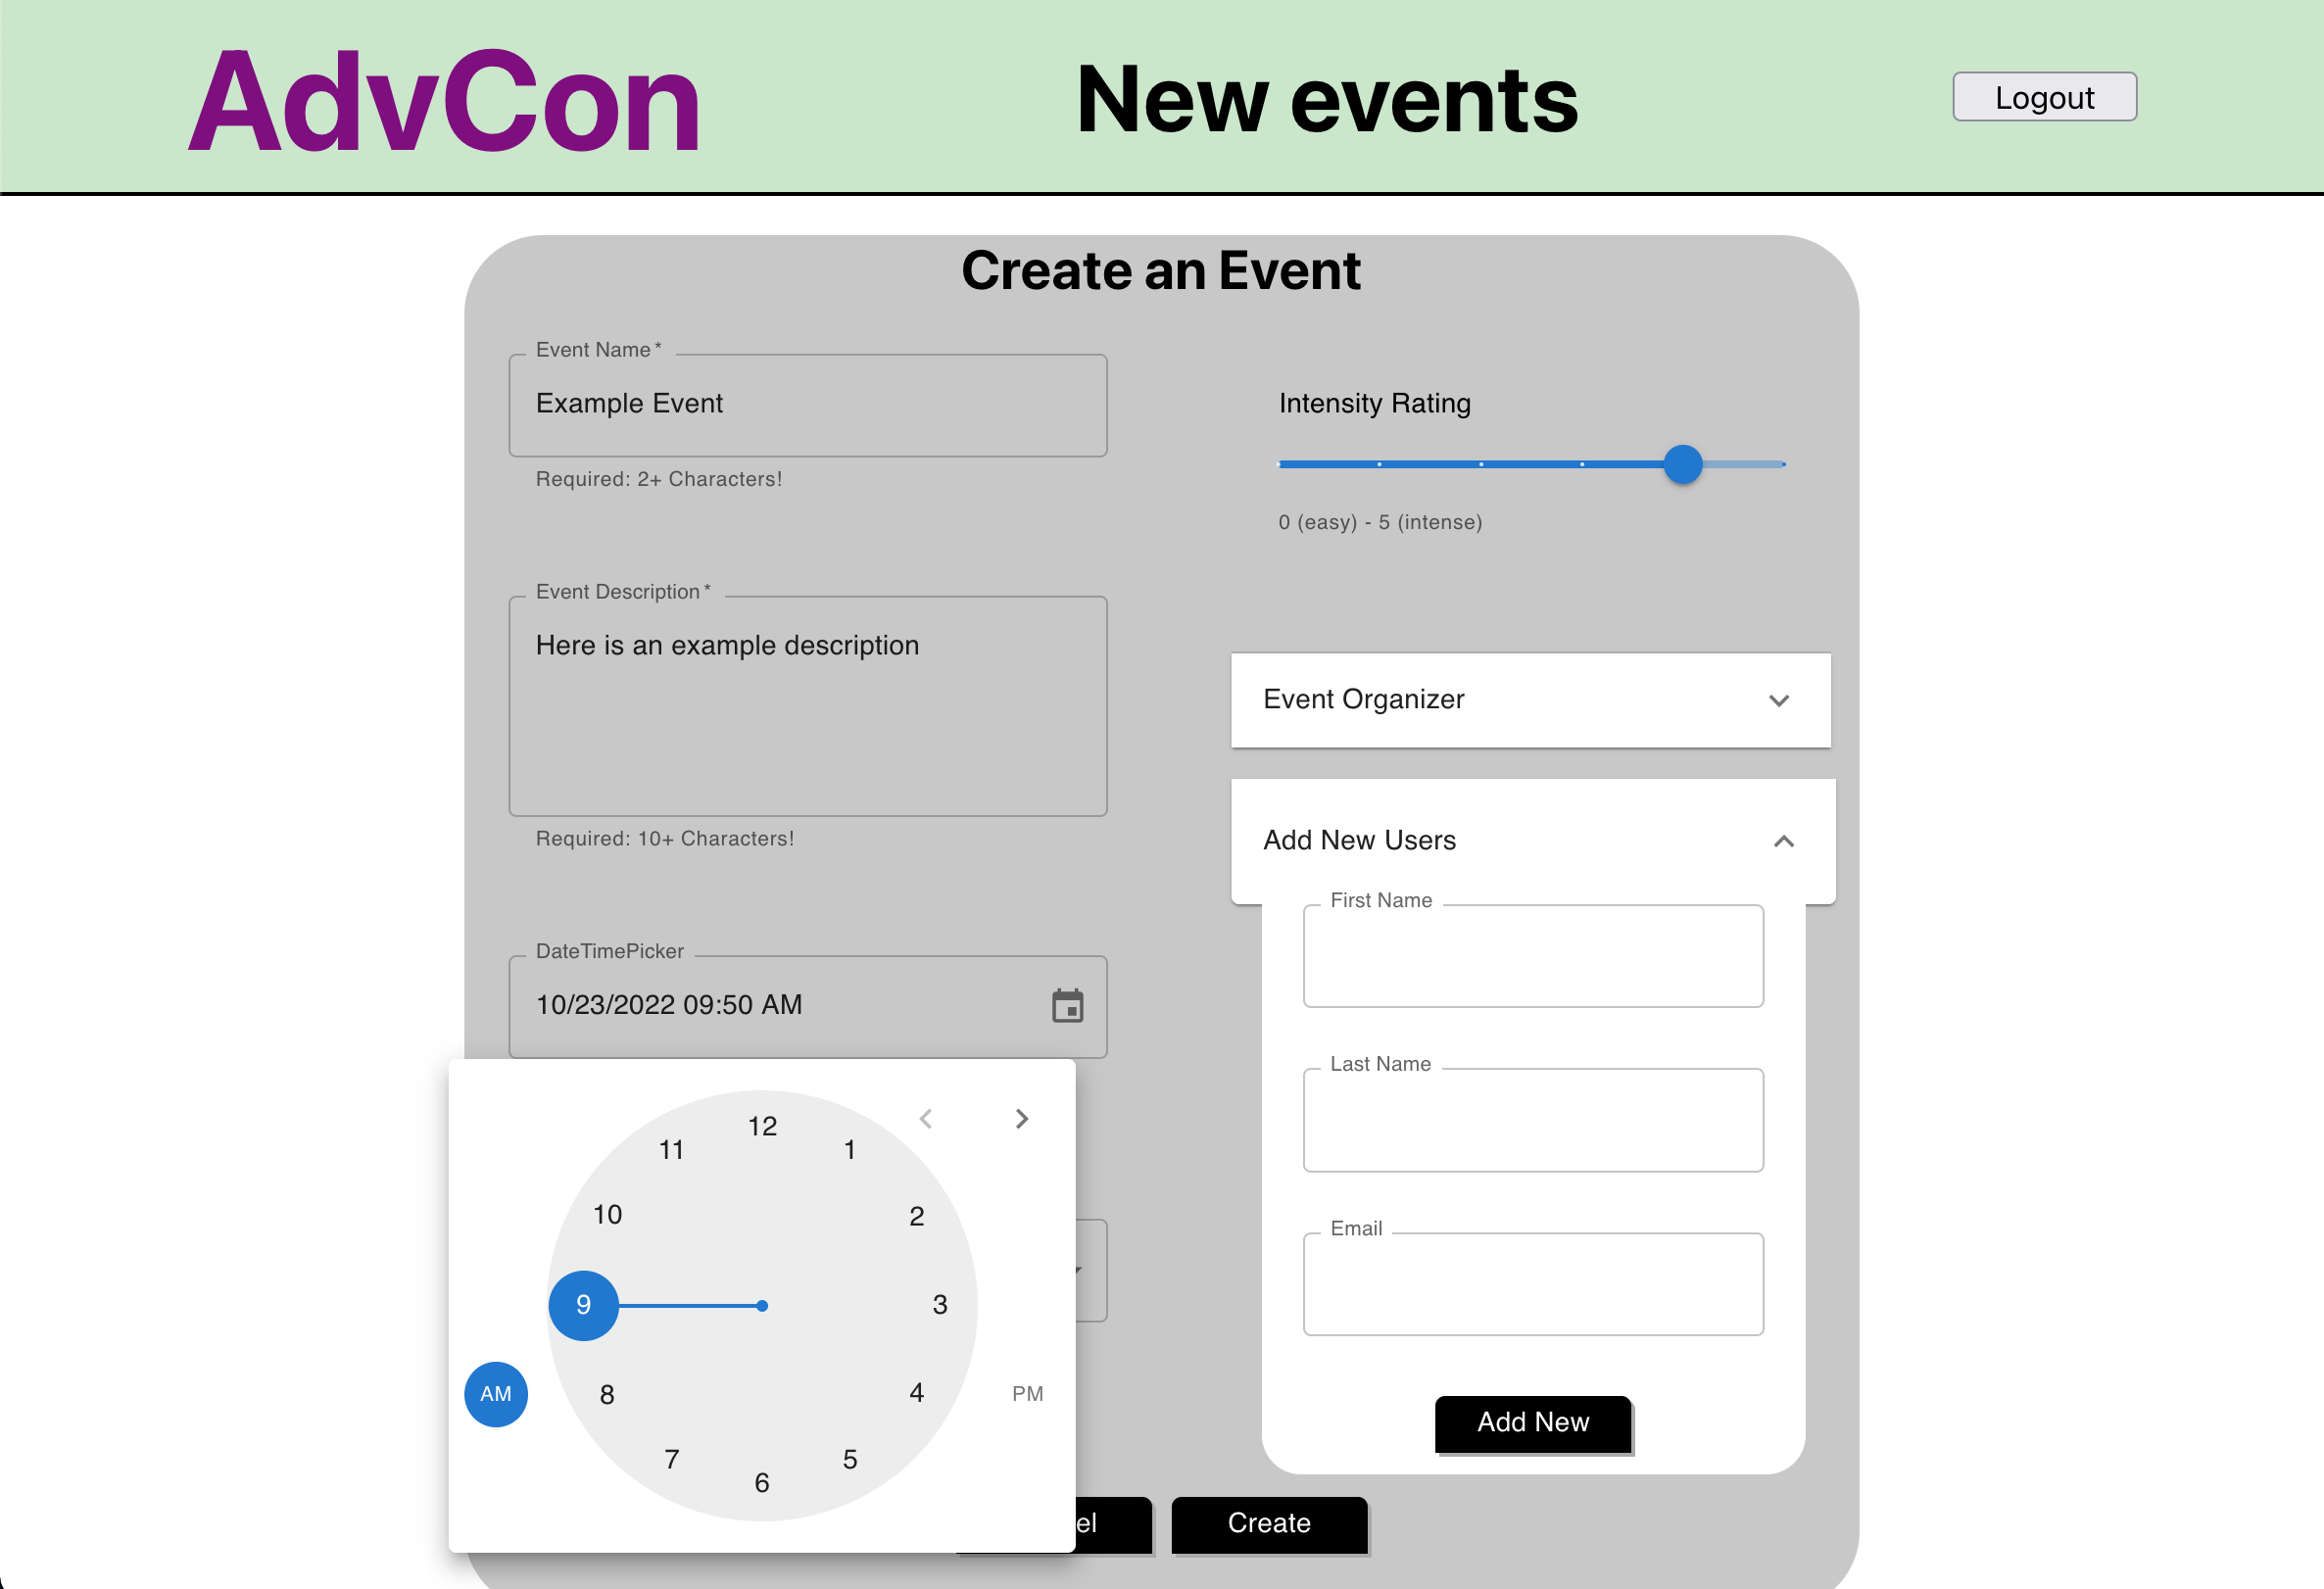 AdvCon
New events
Logout
Create an Event
Event Name *
Example Event
Required: 2+ Characters!
Event Description *
Here is an example description
Required: 10+ Characters!
DateTimePicker
10/23/2022 09:50 AM
12
11
1
10
2
9
3
8
4
7
5
6
AM
PM
Intensity Rating
0 (easy) - 5 (intense)
Event Organizer
Add New Users
First Name
Last Name
Email
Add New
el
Create